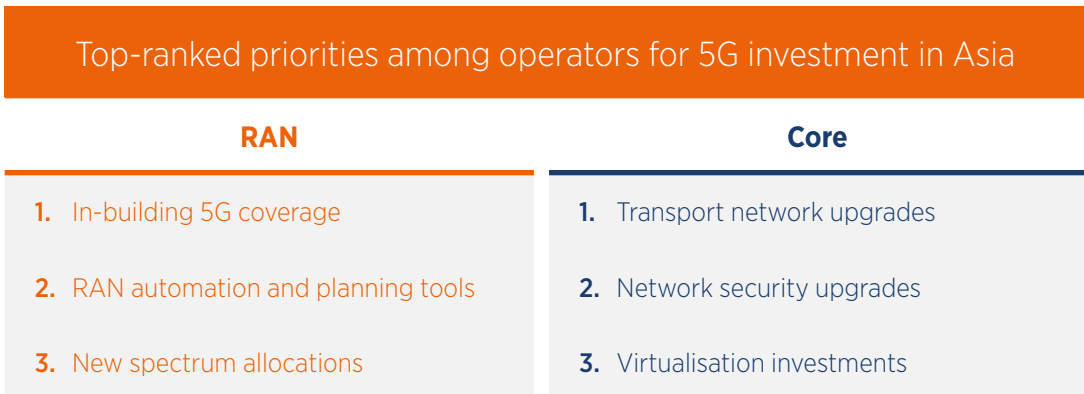 Top-ranked priorities among operators for 5G investment in Asia
RAN
1. In-building 5G coverage
2. RAN automation and planning tools
3. New spectrum allocations
Core
1. Transport network upgrades
2. Network security upgrades
3. Virtualisation investments